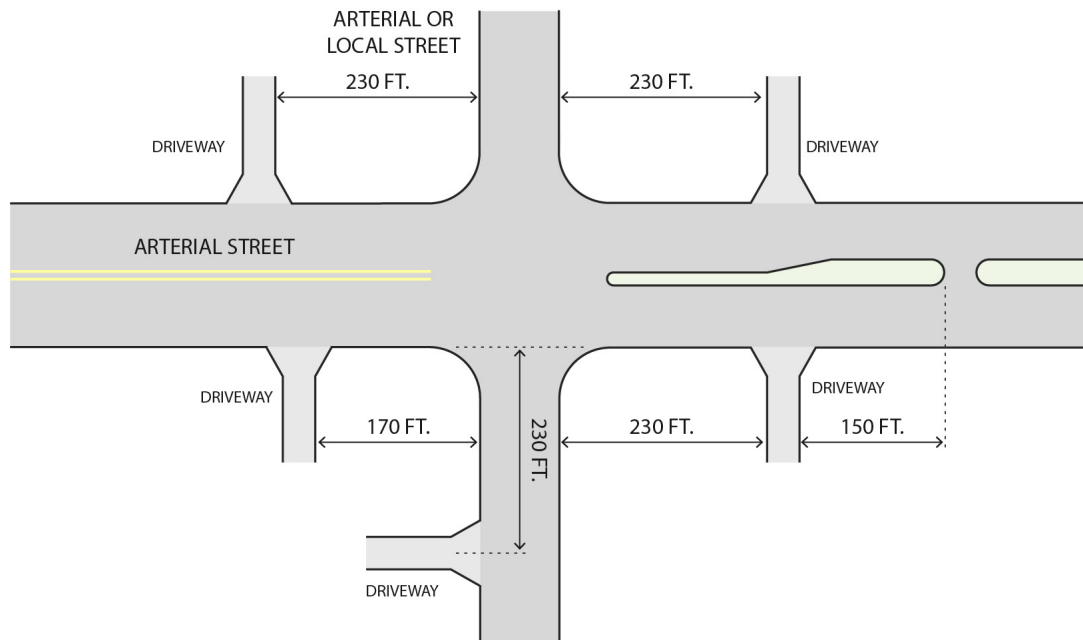 ARTERIAL OR
LOCAL STREET
230 FT.
230 FT.
DRIVEWAY
DRIVEWAY
ARTERIAL STREET
DRIVEWAY
DRIVEWAY
170 FT.
230 FT.
230 FT.
150 FT.
DRIVEWAY